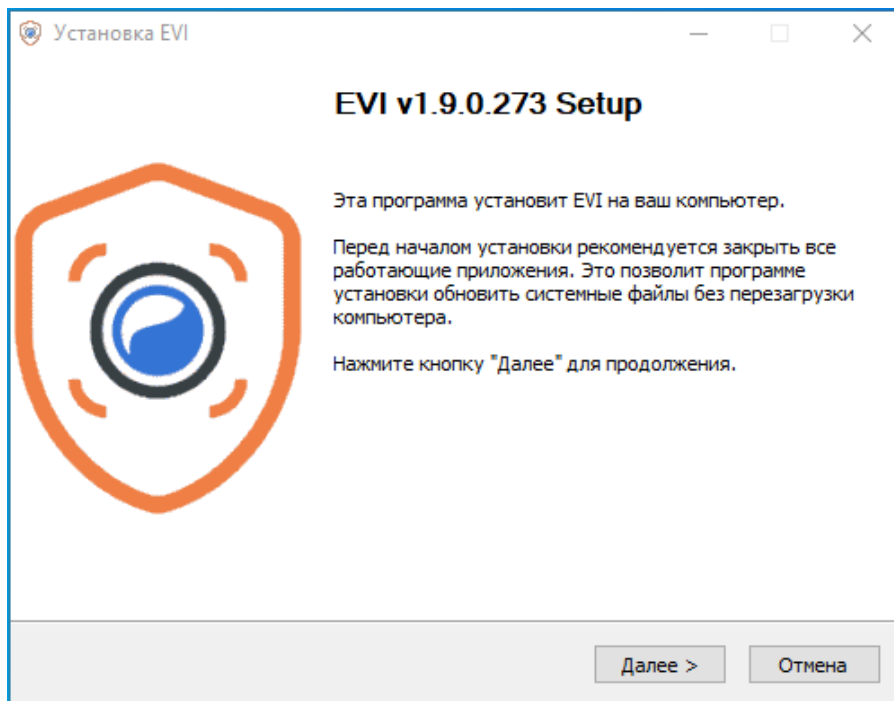 Установка EVI
EVI v1.9.0.273 Setup
Эта программа установит EVI на ваш компьютер.
Перед началом установки рекомендуется закрыть все
работающие приложения. Это позволит программе
установки обновить системные файлы без перезагрузки
компьютера.
Нажмите кнопку "Далее" для продолжения.
Далее >
Отмена